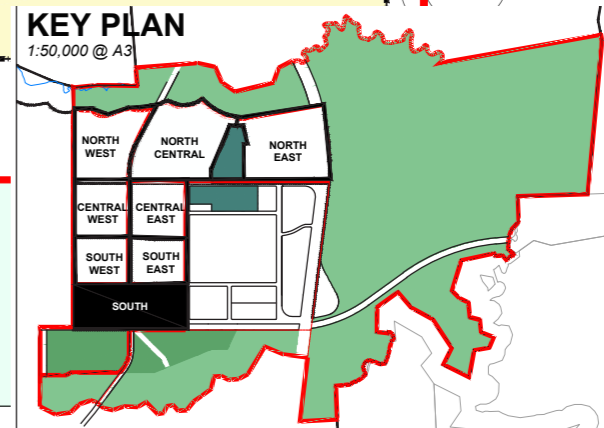 KEY PLAN
1:50,000 @ A3
NORTH
WEST
NORTH
CENTRAL
NORTH
EAST
CENTRAL
WEST
CENTRAL
EAST
SOUTH
WEST
SOUTH
EAST
SOUTH